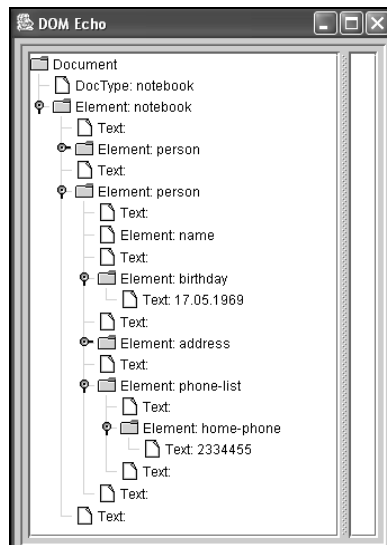 DOM Echo
Document
DocType: notebook
Element: notebook
Text:
Element: person
Text:
Element: person
Text:
Element: name
Text:
Element: birthday
Text: 17.05.1969
Text:
Element: address
Text:
Element: phone-list
Text:
Element: home-phone
Text: 2334455
Text:
Text:
Text: